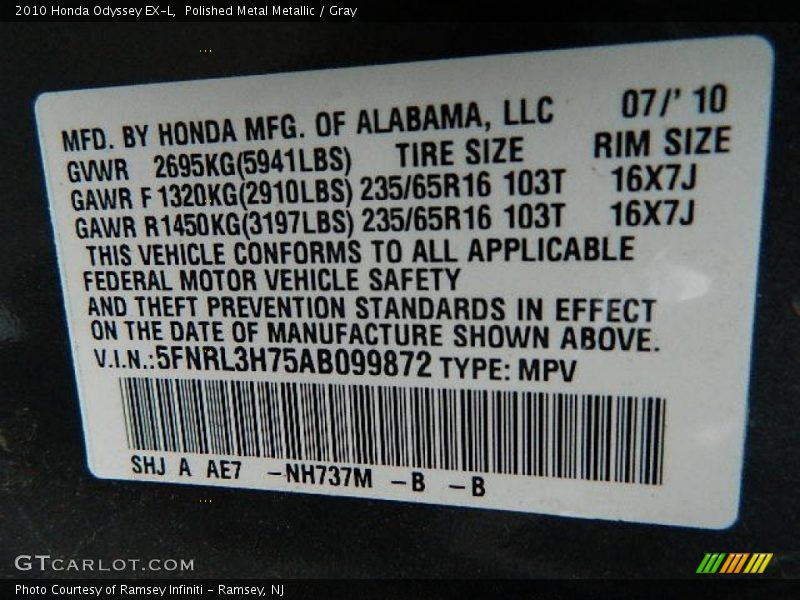 2010 Honda Odyssey EX-L, Polished Metal Metallic / Gray
MFD. BY HONDA MFG. OF ALABAMA, LLC 07/' 10
GVWR 2695KG(5941LBS) TIRE SIZE RIM SIZE
GAWR F 1320KG(2910LBS) 235/65R16 103T 16X7J
GAWR R1450KG(3197LBS) 235/65R16 103T 16X7J
THIS VEHICLE CONFORMS TO ALL APPLICABLE
FEDERAL MOTOR VEHICLE SAFETY
AND THEFT PREVENTION STANDARDS IN EFFECT
ON THE DATE OF MANUFACTURE SHOWN ABOVE.
V.I.N.:5FNRL3H75AB099872 TYPE: MPV
SHJ A AE7 -NH737M -B -B
GTCARLOT.COM
Photo Courtesy of Ramsey Infiniti - Ramsey, NJ